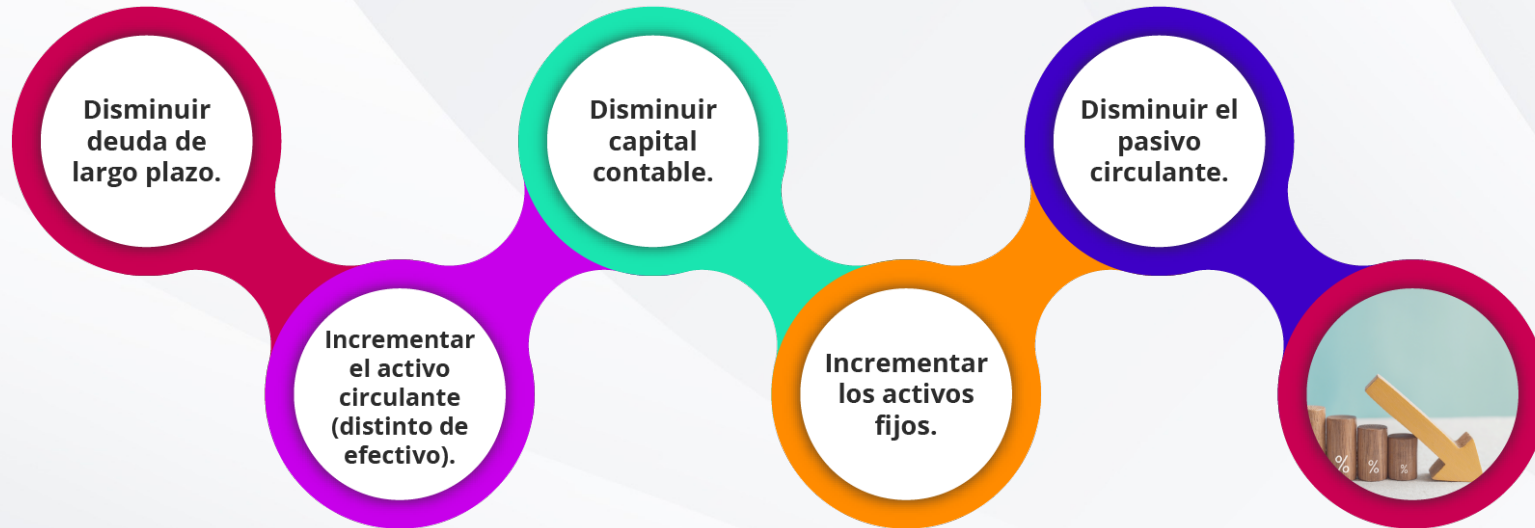 Disminuir
deuda de
largo plazo.
Incrementar
el activo
circulante
(distinto de
efectivo).
Disminuir
capital
contable.
Incrementar
los activos
fijos.
Disminuir el
pasivo
circulante.
%
%
%